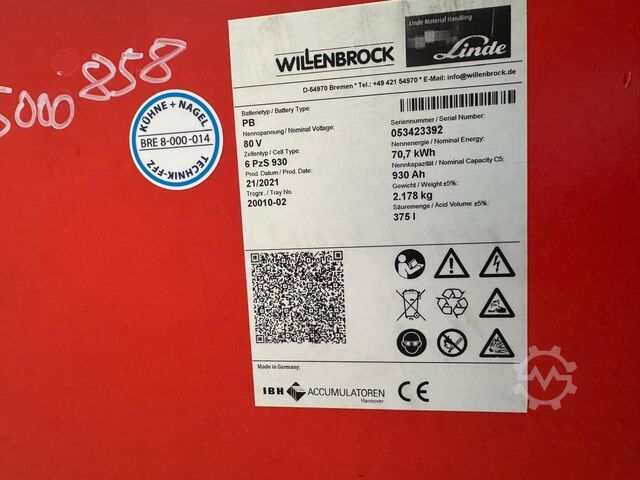 5000858
KÜHNE + NAGEL
BRE 8-000-014
TECHNIK-FFZ
WILLENBROCK
Linde Material Handling
Linde
D-54970 Bremen * Tel.: +49 421 54970 * E-Mail: info@willenbrock.de
Batterietyp / Battery Type:
PB
Nennspannung / Nominal Voltage:
80 V
Zellentyp / Cell Type:
6 PzS 930
Prod. Datum / Prod. Date:
21/2021
Trognr. / Tray No.
20010-02
Seriennummer / Serial Number:
053423392
Nennenergie / Nominal Energy:
70,7 kWh
Nennkapazität / Nominal Capacity C5:
930 Ah
Gewicht / Weight ±5%:
2.178 kg
Säuremenge / Acid Volume ±5%:
375 l
Pb
Made in Germany:
IBH ACCUMULATOREN
Hannover
CE